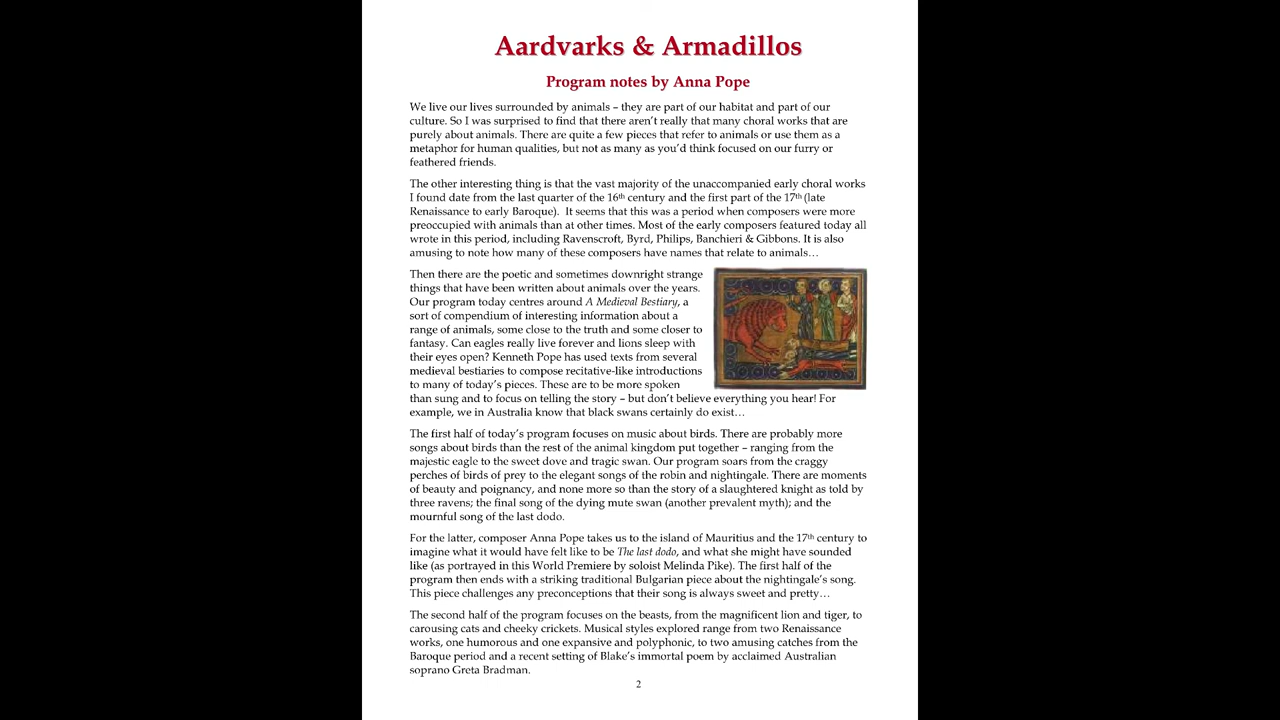 Aardvarks & Armadillos
Program notes by Anna Pope
We live our lives surrounded by animals – they are part of our habitat and part of our
culture. So I was surprised to find that there aren't really that many choral works that are
purely about animals. There are quite a few pieces that refer to animals or use them as a
metaphor for human qualities, but not as many as you'd think focused on our furry or
feathered friends.
The other interesting thing is that the vast majority of the unaccompanied early choral works
I found date from the last quarter of the 16th century and the first part of the 17th (late
Renaissance to early Baroque). It seems that this was a period when composers were more
preoccupied with animals than at other times. Most of the early composers featured today all
wrote in this period, including Ravenscroft, Byrd, Philips, Banchieri & Gibbons. It is also
amusing to note how many of these composers have names that relate to animals…
Then there are the poetic and sometimes downright strange
things that have been written about animals over the years.
Our program today centres around A Medieval Bestiary, a
sort of compendium of interesting information about a
range of animals, some close to the truth and some closer to
fantasy. Can eagles really live forever and lions sleep with
their eyes open? Kenneth Pope has used texts from several
medieval bestiaries to compose recitative-like introductions
to many of today's pieces. These are to be more spoken
than sung and to focus on telling the story – but don't believe everything you hear! For
example, we in Australia know that black swans certainly do exist…
The first half of today's program focuses on music about birds. There are probably more
songs about birds than the rest of the animal kingdom put together – ranging from the
majestic eagle to the sweet dove and tragic swan. Our program soars from the craggy
perches of birds of prey to the elegant songs of the robin and nightingale. There are moments
of beauty and poignancy, and none more so than the story of a slaughtered knight as told by
three ravens; the final song of the dying mute swan (another prevalent myth); and the
mournful song of the last dodo.
For the latter, composer Anna Pope takes us to the island of Mauritius and the 17th century to
imagine what it would have felt like to be The last dodo, and what she might have sounded
like (as portrayed in this World Premiere by soloist Melinda Pike). The first half of the
program then ends with a striking traditional Bulgarian piece about the nightingale's song.
This piece challenges any preconceptions that their song is always sweet and pretty…
The second half of the program focuses on the beasts, from the magnificent lion and tiger, to
carousing cats and cheeky crickets. Musical styles explored range from two Renaissance
works, one humorous and one expansive and polyphonic, to two amusing catches from the
Baroque period and a recent setting of Blake's immortal poem by acclaimed Australian
soprano Greta Bradman.
2